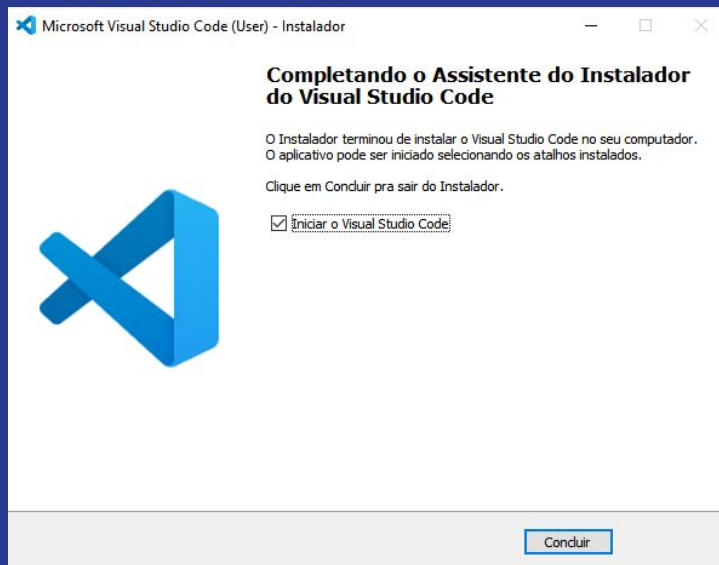 Microsoft Visual Studio Code (User) - Instalador
Completando o Assistente do Instalador
do Visual Studio Code
O Instalador terminou de instalar o Visual Studio Code no seu computador.
O aplicativo pode ser iniciado selecionando os atalhos instalados.
Clique em Concluir pra sair do Instalador.
Iniciar o Visual Studio Code
Concluir